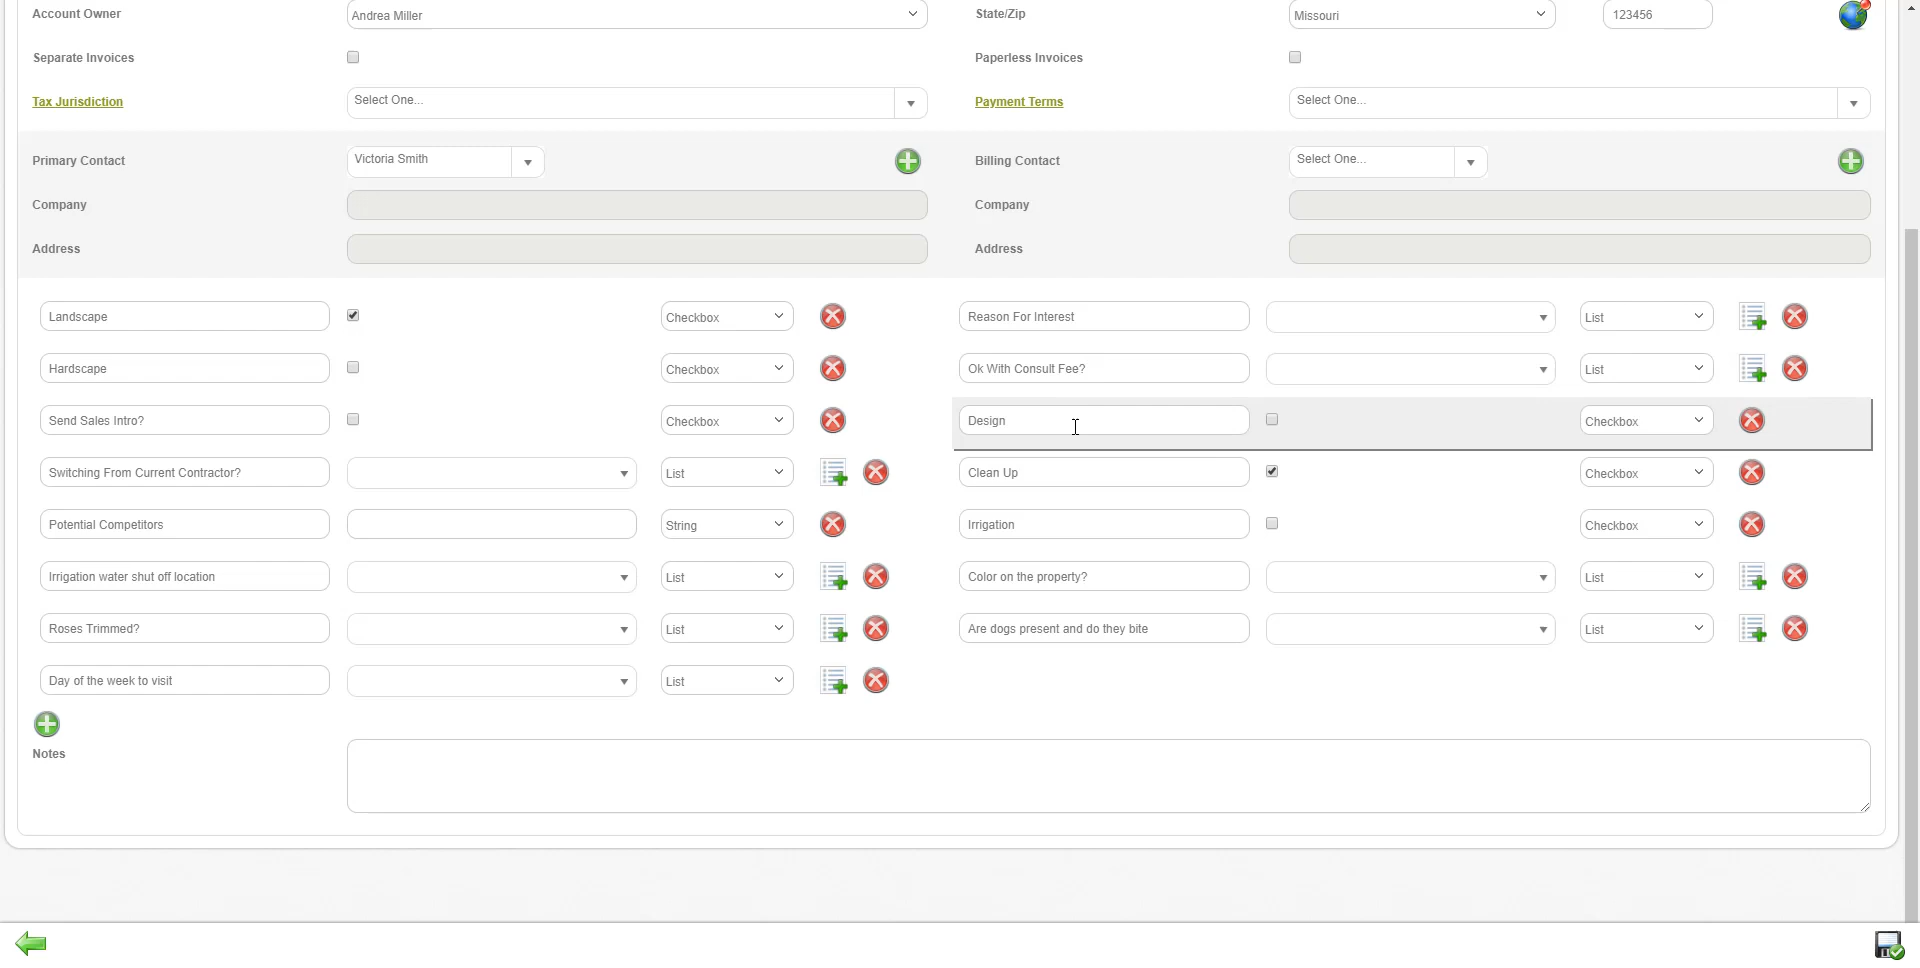 Account Owner Andrea Miller State/Zip Missouri 123456
Separate Invoices Paperless Invoices
Tax Jurisdiction Select One... Payment Terms Select One...
Primary Contact Victoria Smith Billing Contact Select One...
Company Company
Address Address
Landscape Checkbox Reason For Interest List
Hardscape Checkbox Ok With Consult Fee? List
Send Sales Intro? Checkbox Design Checkbox
Switching From Current Contractor? List Clean Up Checkbox
Potential Competitors String Irrigation Checkbox
Irrigation water shut off location List Color on the property? List
Roses Trimmed? List Are dogs present and do they bite List
Day of the week to visit List
Notes